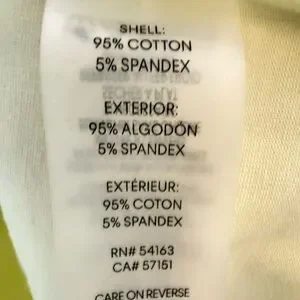 SHELL:
95% COTTON
5% SPANDEX
EXTERIOR:
95% ALGODÓN
5% SPANDEX
EXTÉRIEUR:
95% COTON
5% SPANDEX
RN# 54163
CA# 57151
CARE ON REVERSE